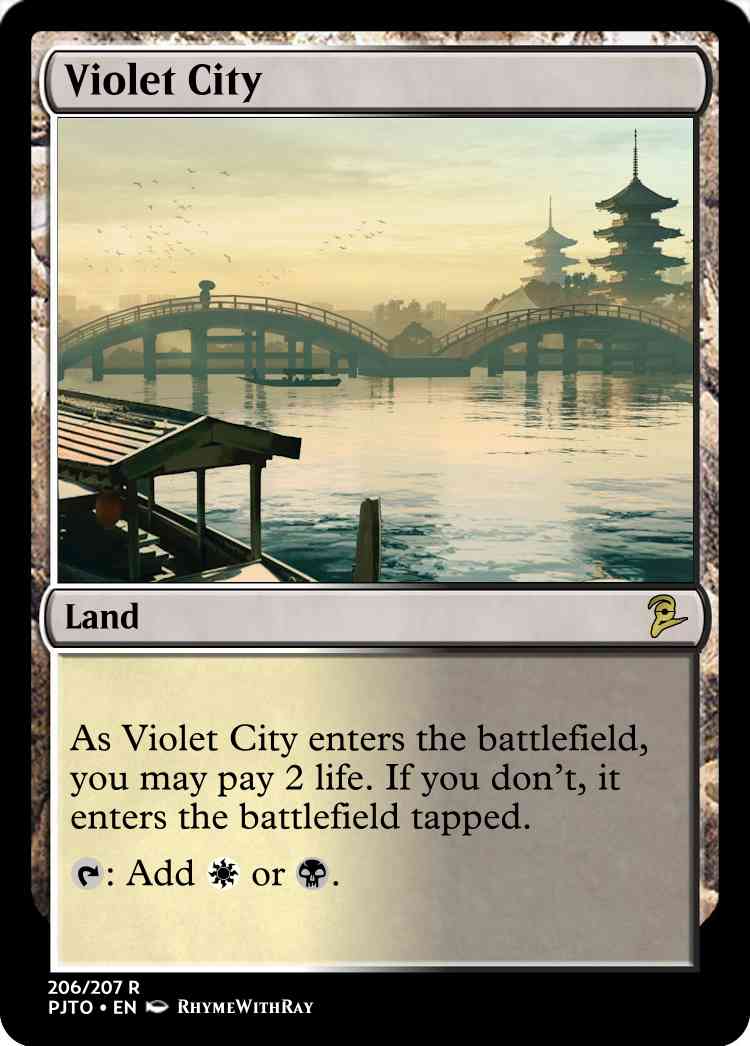 Violet City
Land
As Violet City enters the battlefield,
you may pay 2 life. If you don't, it
enters the battlefield tapped.
: Add or .
206/207 R
PJTO • EN RhymeWithRay